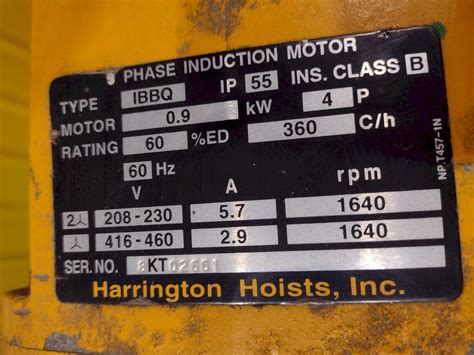 PHASE INDUCTION MOTOR
TYPE IBBQ IP 55 INS. CLASS B
MOTOR 0.9 kW 4 P
RATING 60 %ED 360 C/h
60 Hz
V A rpm
2人 208-230 5.7 1640
人 416-460 2.9 1640
SER. NO.
Harrington Hoists, Inc.
NP.T457-1N